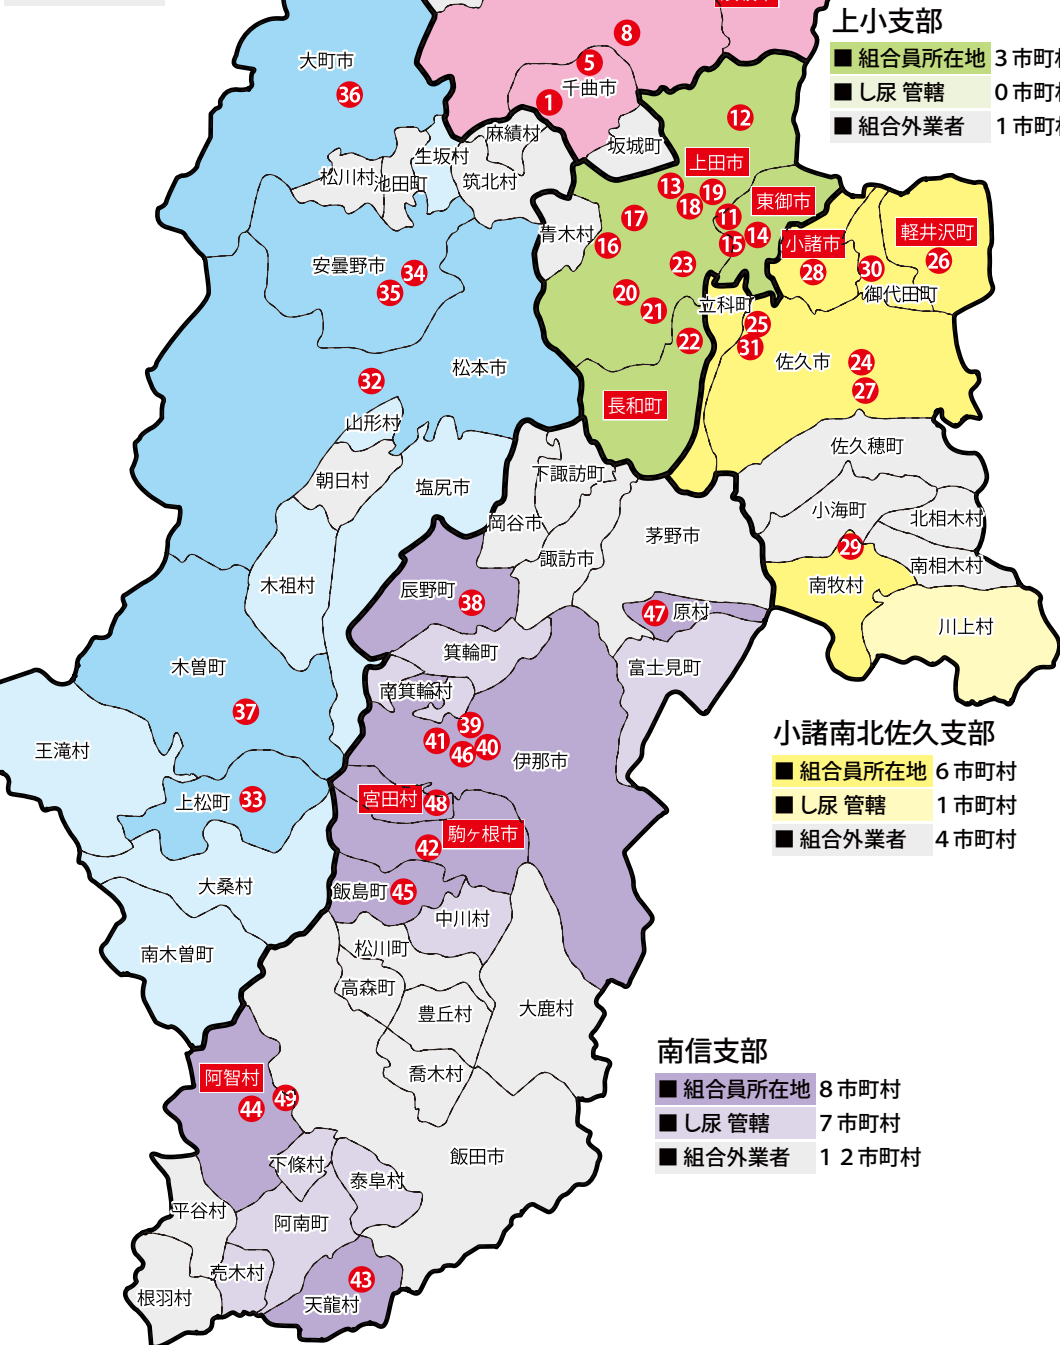 上小支部
■ 組合員所在地 3市町村
■ し尿 管轄 0市町村
■ 組合外業者 1市町村
大町市
36
8
5
千曲市
1
12
麻績村
生坂村
坂城町
松川村
池田町
筑北村
上田市
13
19
18
11
東御市
17
青木村
16
15
14
小諸市
軽井沢町
安曇野市
34
35
23
28
30
26
20
21
立科町
御代田町
25
22
31
佐久市
24
27
松本市
32
長和町
山形村
佐久穂町
朝日村
塩尻市
下諏訪町
岡谷市
小海町
北相木村
茅野市
諏訪市
29
南相木村
木祖村
辰野町
38
南牧村
47
原村
川上村
箕輪町
木曽町
富士見町
南箕輪村
37
39
41
46
40
王滝村
伊那市
小諸南北佐久支部
■ 組合員所在地 6市町村
■ し尿 管轄 1市町村
■ 組合外業者 4市町村
上松町
33
宮田村
48
駒ヶ根市
42
大桑村
飯島町
45
中川村
南木曽町
松川町
高森町
豊丘村
大鹿村
南信支部
■ 組合員所在地 8市町村
■ し尿 管轄 7市町村
■ 組合外業者 12市町村
喬木村
阿智村
49
44
飯田市
下條村
泰阜村
平谷村
阿南町
売木村
43
根羽村
天龍村